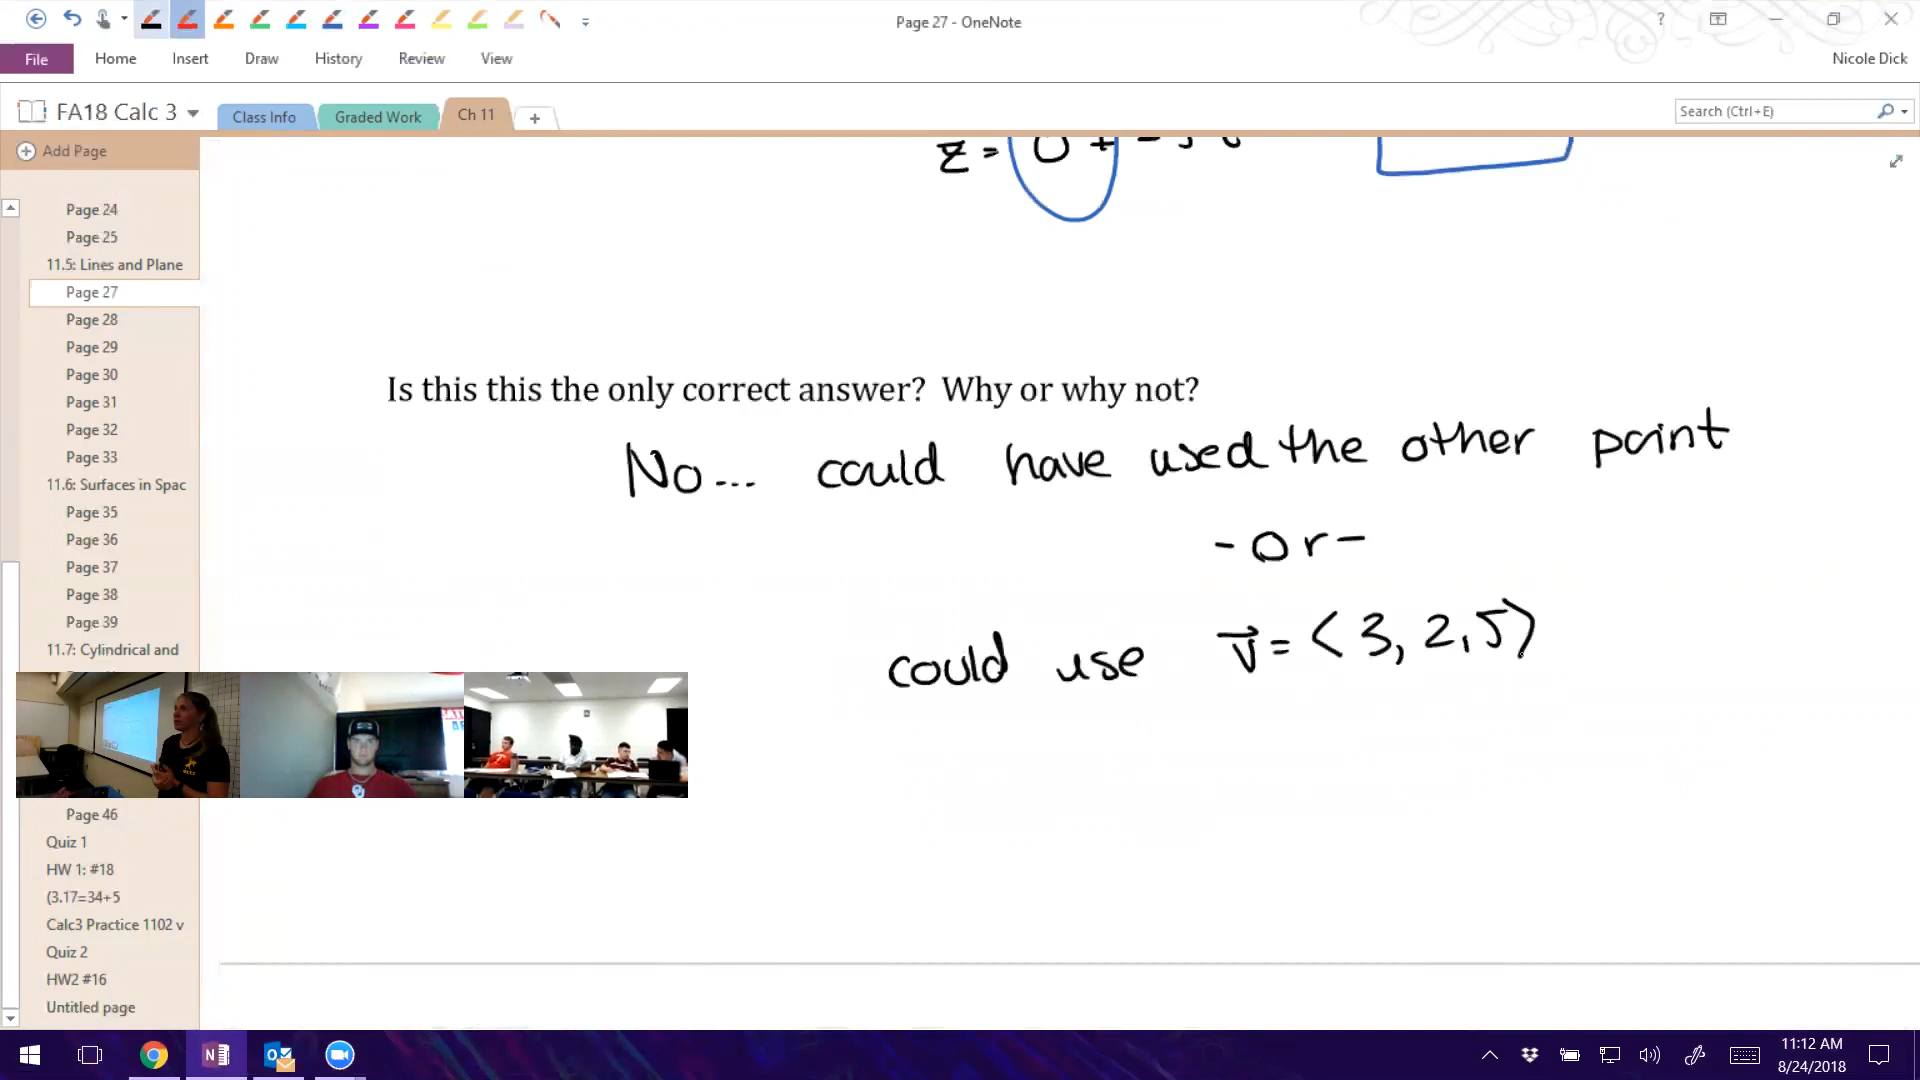 Page 27 - OneNote
?
File
Home
Insert
Draw
History
Review
View
Nicole Dick
FA18 Calc 3
Class Info
Graded Work
Ch 11
+
Search (Ctrl+E)
Add Page
Page 24
Page 25
11.5: Lines and Plane
Page 27
Page 28
Page 29
Page 30
Page 31
Page 32
Page 33
11.6: Surfaces in Spac
Page 35
Page 36
Page 37
Page 38
Page 39
11.7: Cylindrical and
Page 46
Quiz 1
HW 1: #18
(3.17=34+5
Calc3 Practice 1102 v
Quiz 2
HW2 #16
Untitled page
z = 0 +
Is this this the only correct answer? Why or why not?
No... could have used the other point
-or-
could use v⃗ = ⟨3, 2, 5⟩
11:12 AM
8/24/2018